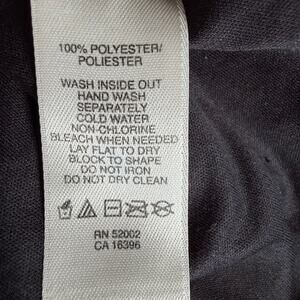 100% POLYESTER/
POLIESTER
WASH INSIDE OUT
HAND WASH
SEPARATELY
COLD WATER
NON-CHLORINE
BLEACH WHEN NEEDED
LAY FLAT TO DRY
BLOCK TO SHAPE
DO NOT IRON
DO NOT DRY CLEAN
RN 52002
CA 16396